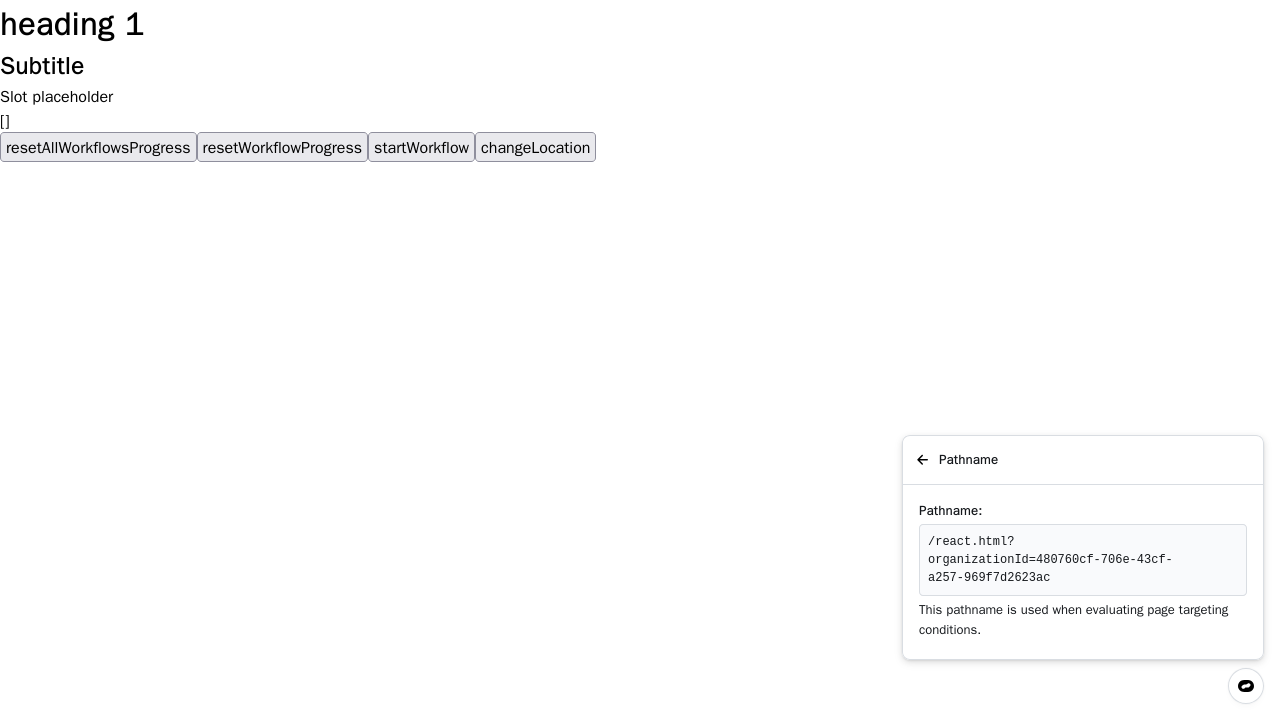 heading 1
Subtitle
Slot placeholder
[]
resetAllWorkflowsProgress resetWorkflowProgress startWorkflow changeLocation
Pathname
Pathname:
/react.html?
organizationId=480760cf-706e-43cf-
a257-969f7d2623ac
This pathname is used when evaluating page targeting
conditions.